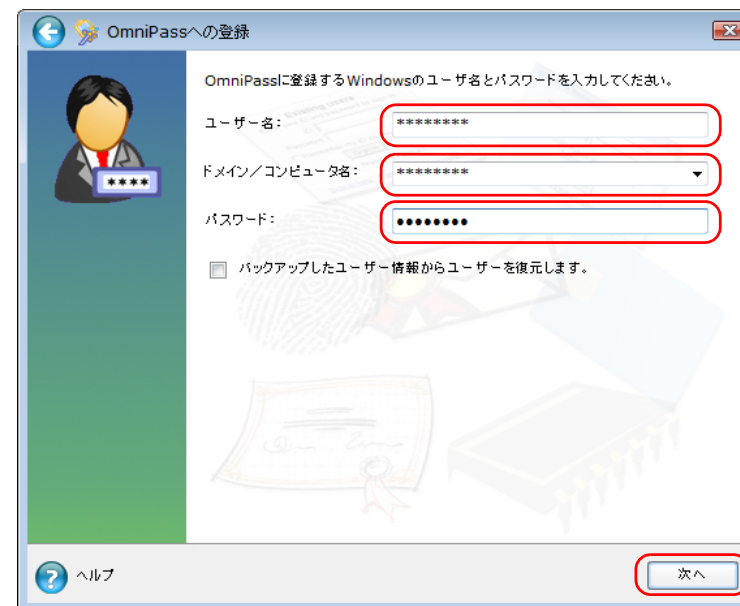 OmniPassへの登録
OmniPassに登録するWindowsのユーザ名とパスワードを入力してください。
ユーザー名: ********
ドメイン／コンピュータ名: ********
パスワード: ●●●●●●●●
****
バックアップしたユーザー情報からユーザーを復元します。
ヘルプ
次へ